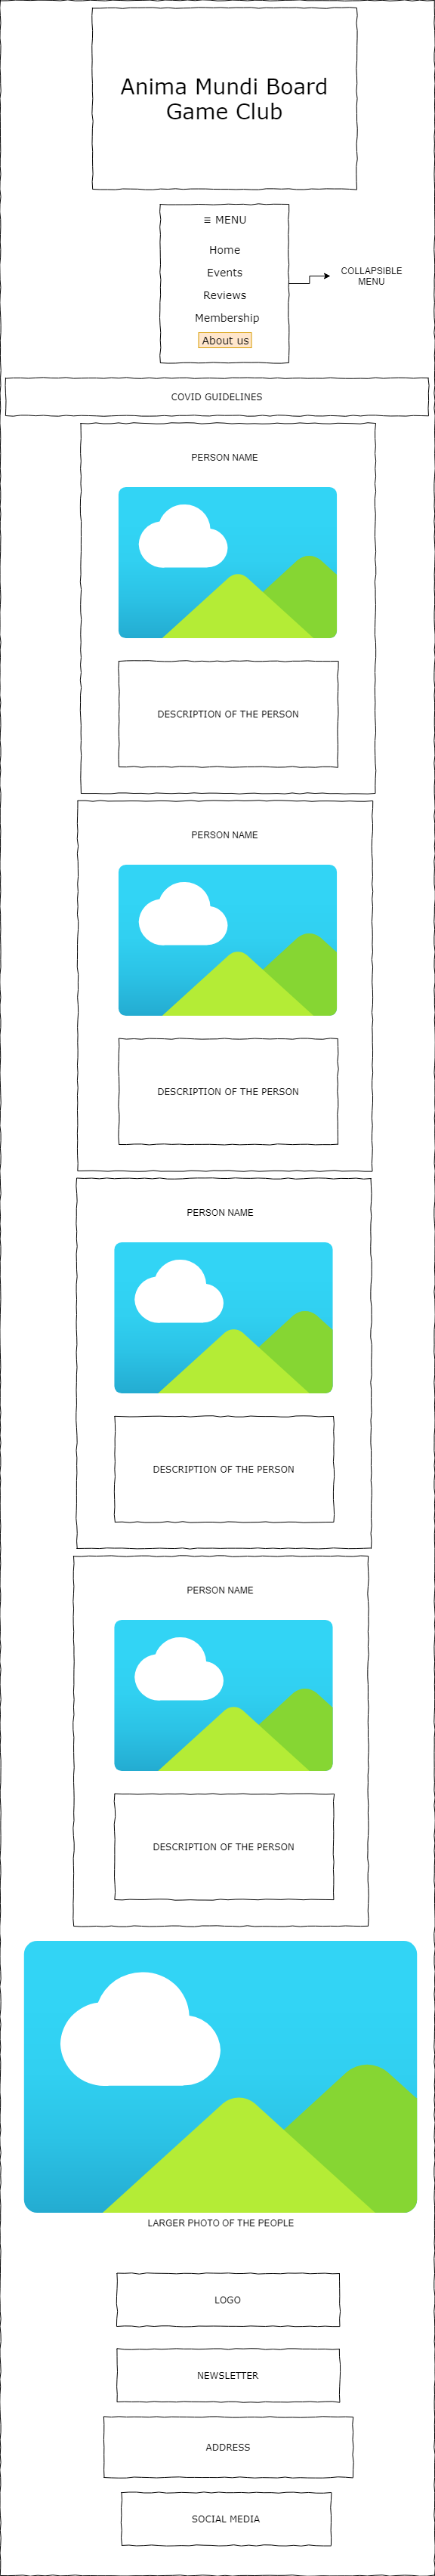 Anima Mundi Board
Game Club
≡ MENU
Home
Events
Reviews
Membership
About us
COLLAPSIBLE
MENU
COVID GUIDELINES
PERSON NAME
DESCRIPTION OF THE PERSON
PERSON NAME
DESCRIPTION OF THE PERSON
PERSON NAME
DESCRIPTION OF THE PERSON
PERSON NAME
DESCRIPTION OF THE PERSON
LARGER PHOTO OF THE PEOPLE
LOGO
NEWSLETTER
ADDRESS
SOCIAL MEDIA